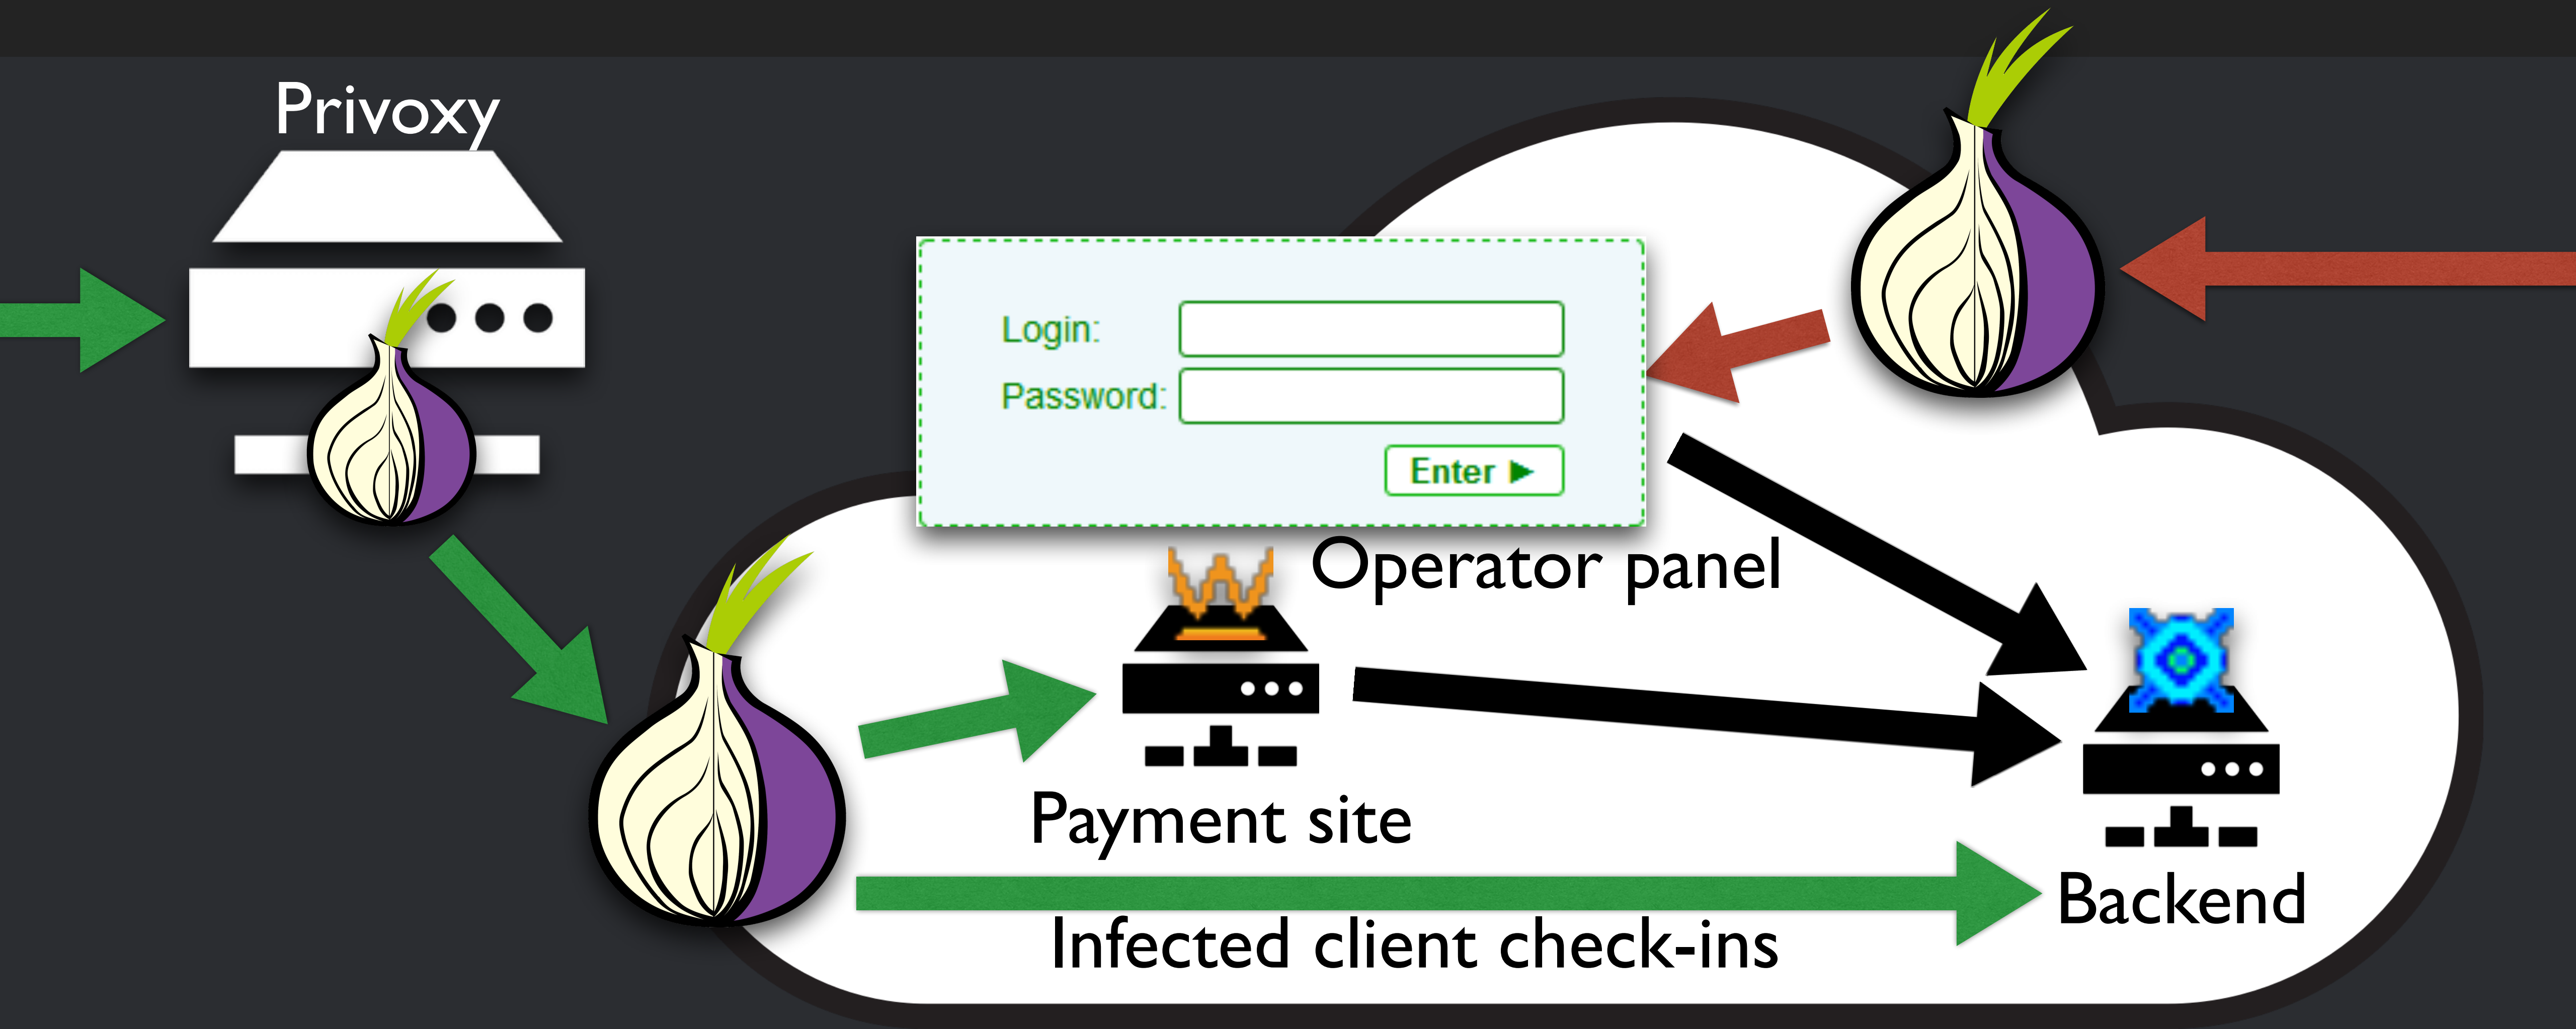 Privoxy
Login:
Password:
Enter
Operator panel
Payment site
Backend
Infected client check-ins